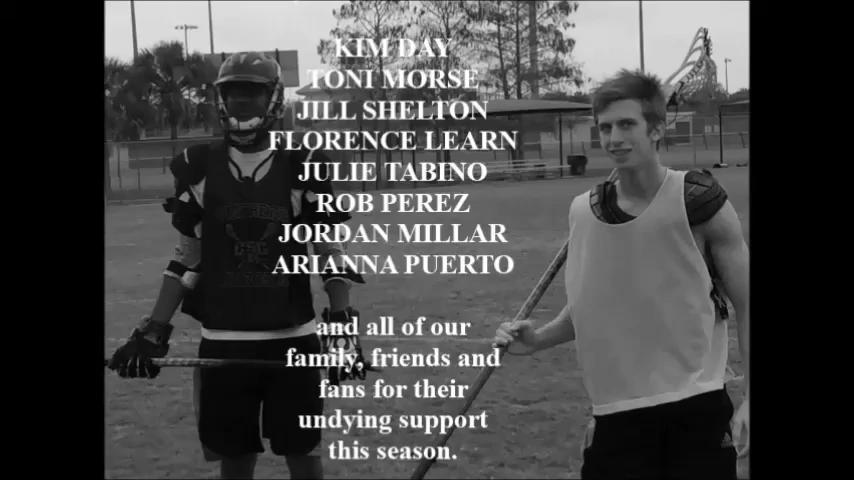 KIM DAY
TONI MORSE
JILL SHELTON
FLORENCE LEARN
JULIE TABINO
ROB PEREZ
JORDAN MILLAR
ARIANNA PUERTO
and all of our
family, friends and
fans for their
undying support
this season.
CSC